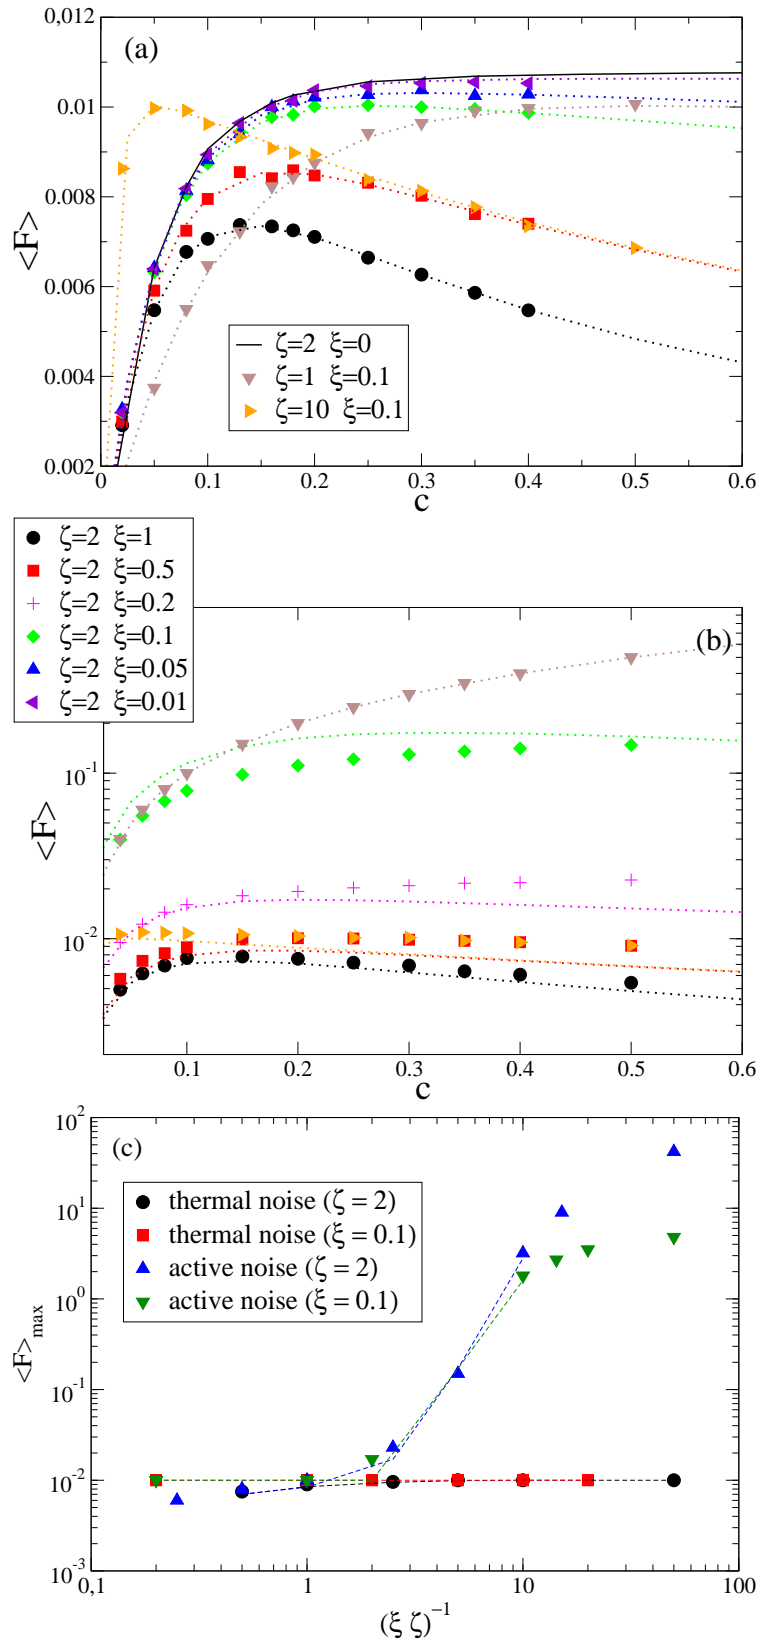 0,012
(a)
0.01
0.008
<F>
0.006
0.004
0.002
ζ=2 ξ=0
ζ=1 ξ=0.1
ζ=10 ξ=0.1
0 0.1 0.2 0.3 0.4 0.5 0.6
c
ζ=2 ξ=1
ζ=2 ξ=0.5
ζ=2 ξ=0.2
ζ=2 ξ=0.1
ζ=2 ξ=0.05
ζ=2 ξ=0.01
(b)
10^-1
<F>
10^-2
0.1 0.2 0.3 0.4 0.5 0.6
c
10^2
(c)
thermal noise (ζ = 2)
thermal noise (ξ = 0.1)
active noise (ζ = 2)
active noise (ξ = 0.1)
10^1
10^0
<F>max
10^-1
10^-2
10^-3
0,1 1 10 100
(ξ ζ)^-1